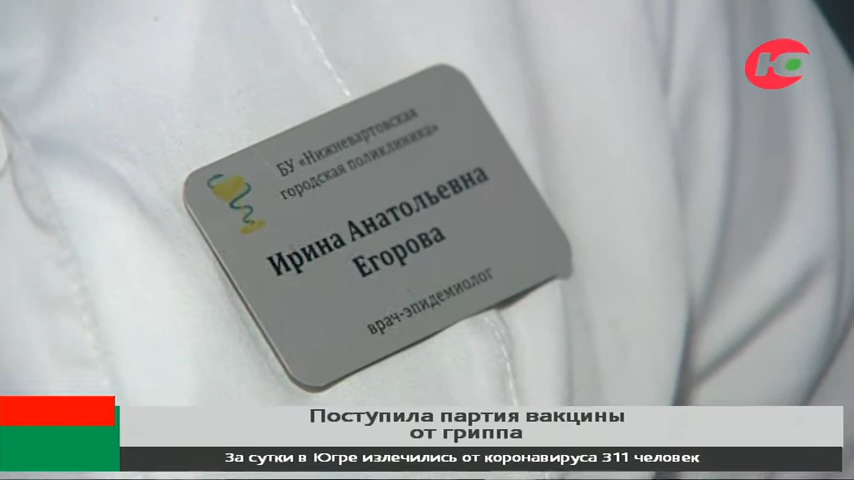 Ю
БУ «Нижневартовская
городская поликлиника»
Ирина Анатольевна
Егорова
врач-эпидемиолог
Поступила партия вакцины
от гриппа
За сутки в Югре излечились от коронавируса 311 человек